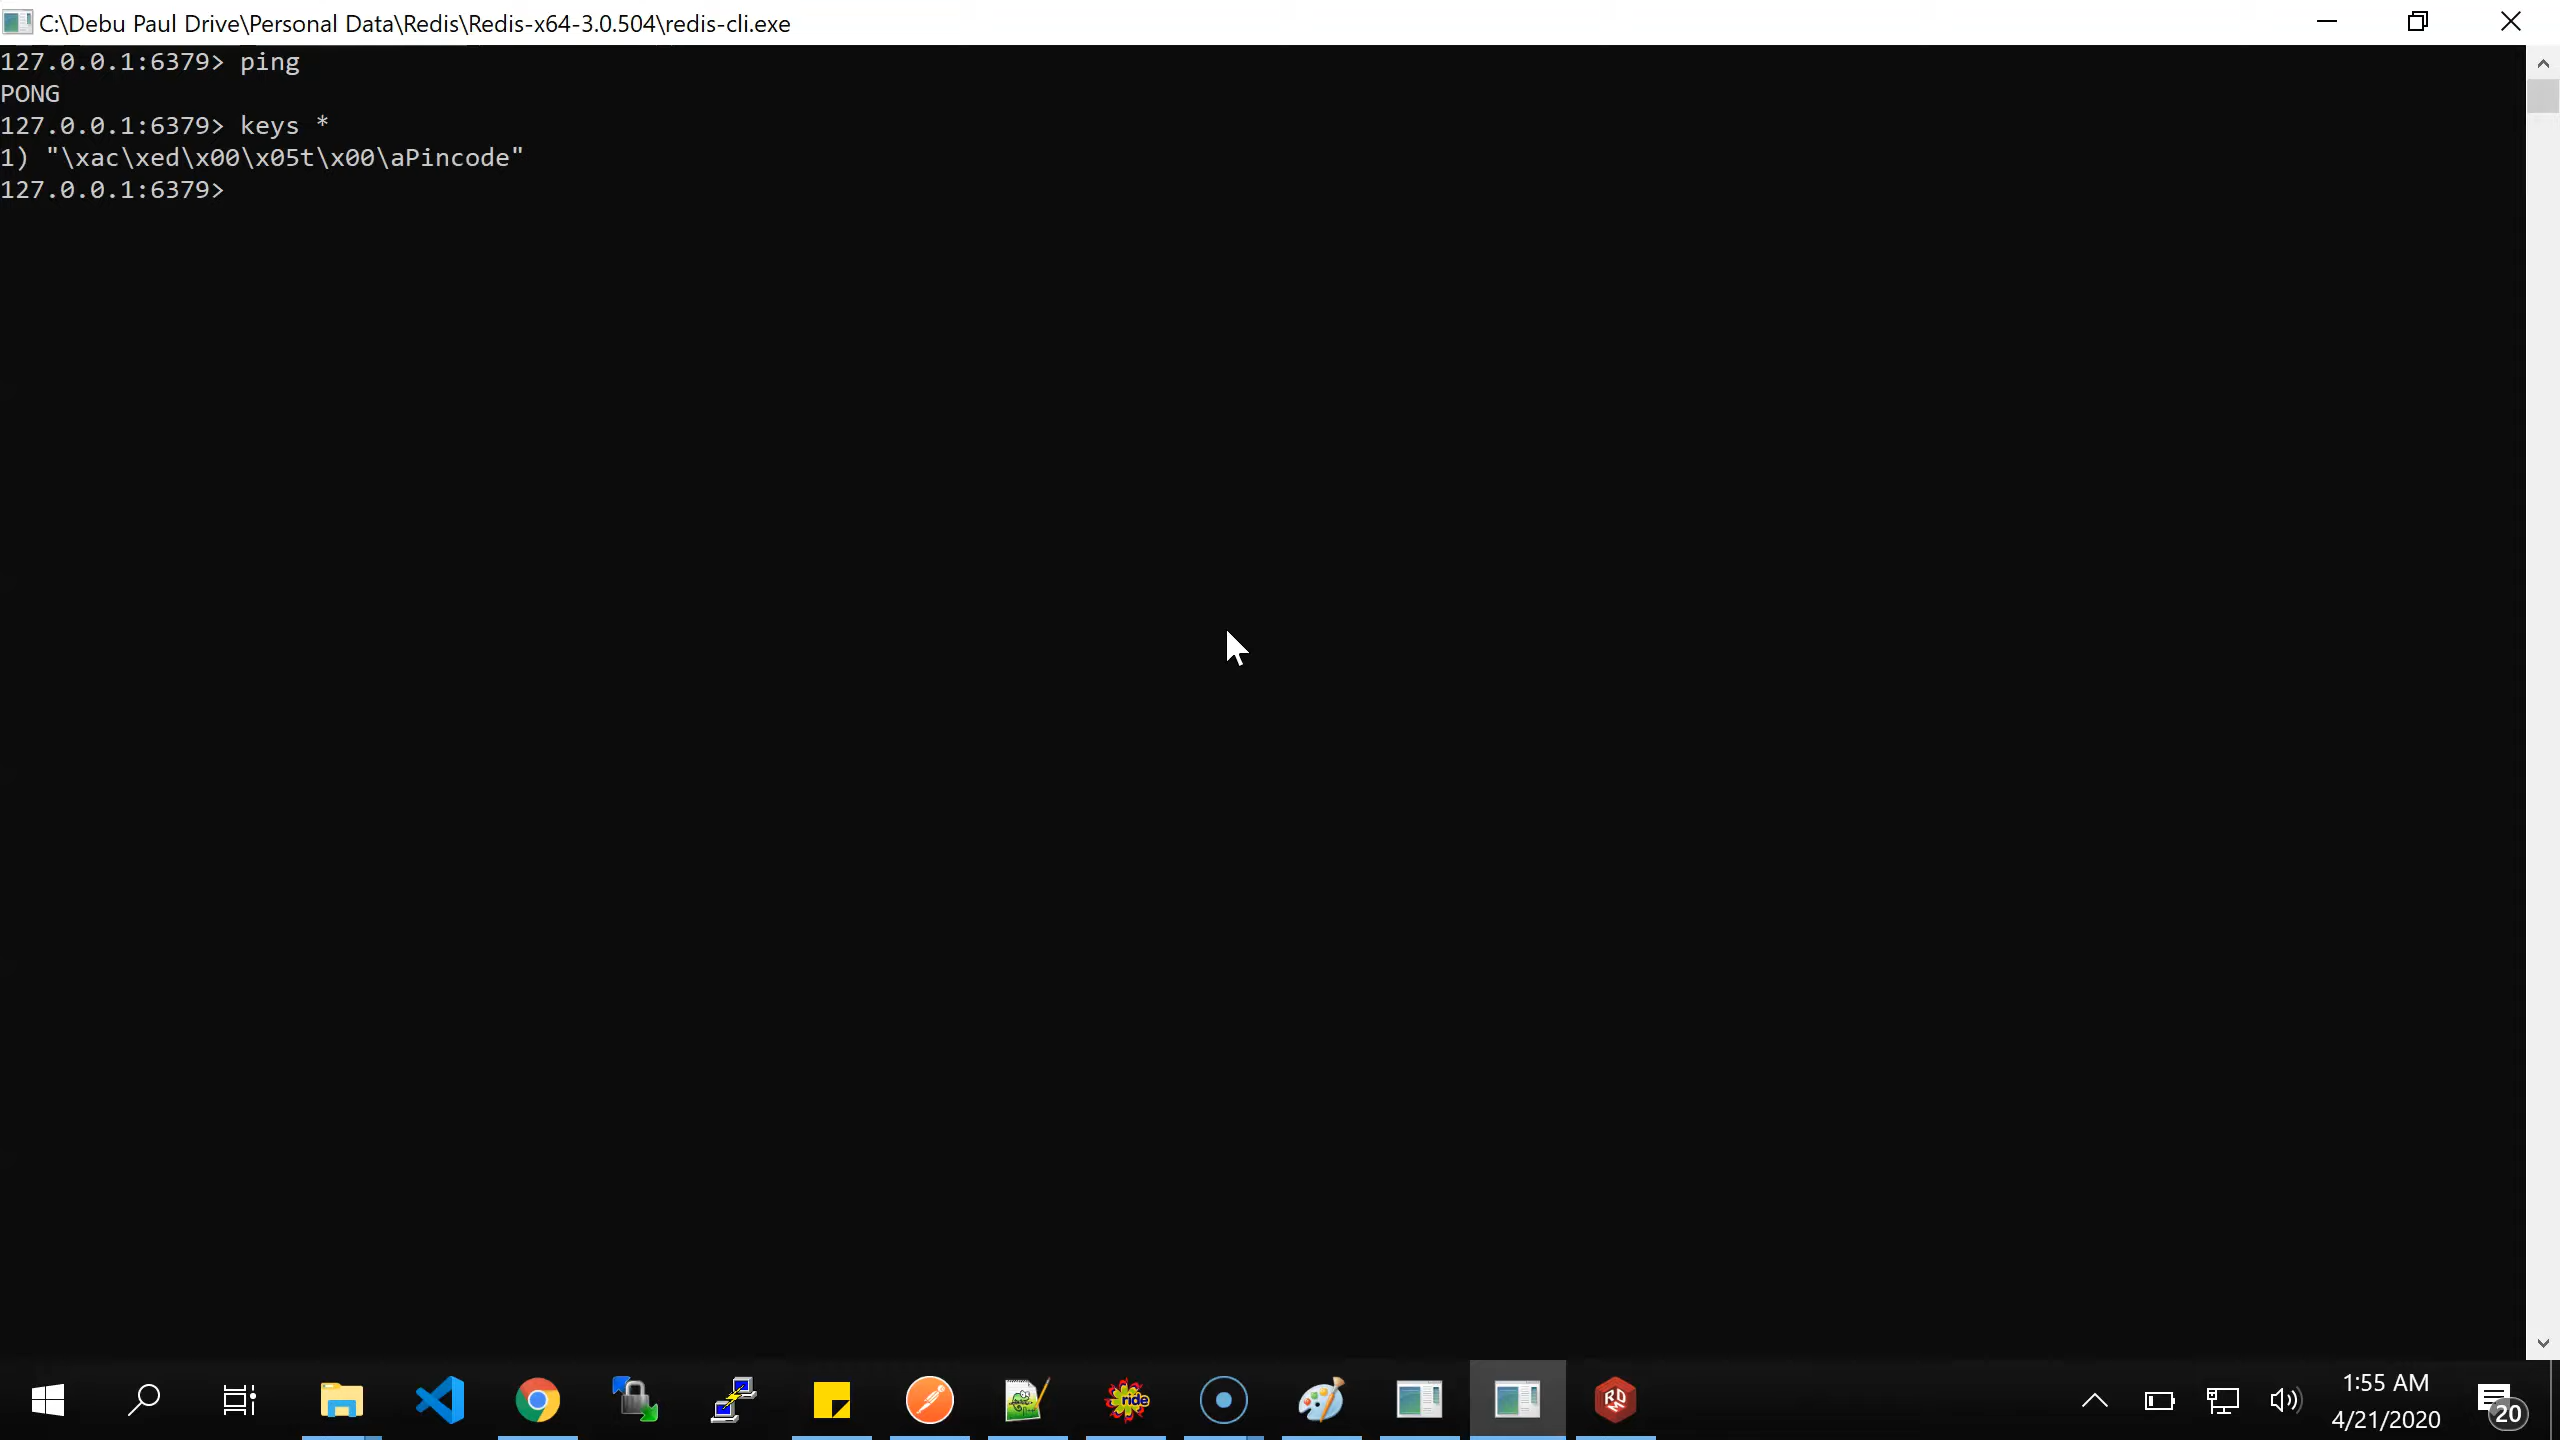 C:\Debu Paul Drive\Personal Data\Redis\Redis-x64-3.0.504\redis-cli.exe
127.0.0.1:6379> ping
PONG
127.0.0.1:6379> keys *
1) "\xac\xed\x00\x05t\x00\aPincode"
127.0.0.1:6379>
ride
RD
M
1:55 AM
4/21/2020
20